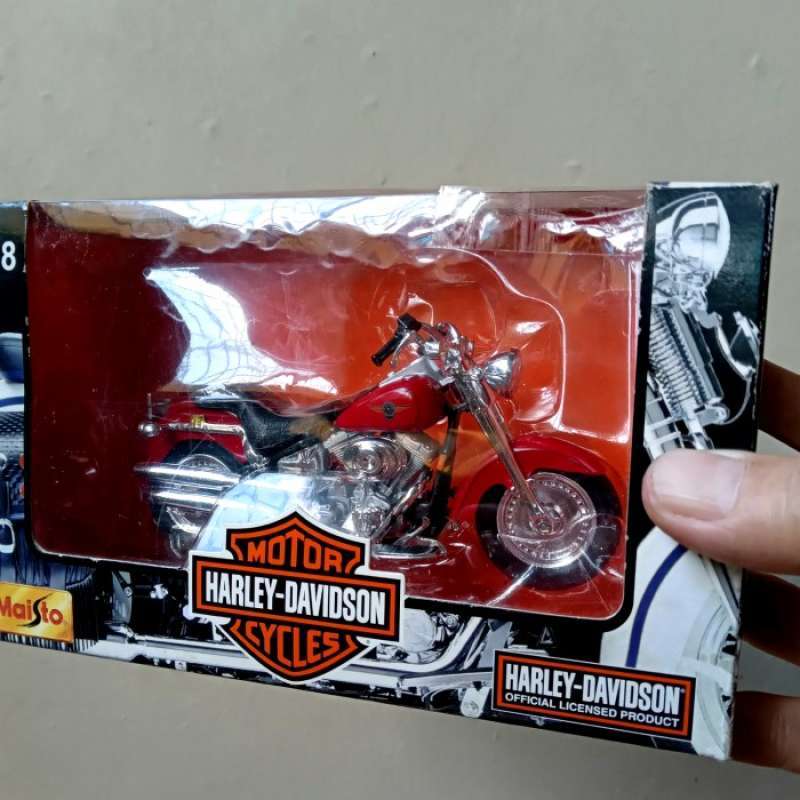 8
Maisto
MOTOR
HARLEY-DAVIDSON
CYCLES
HARLEY-DAVIDSON
OFFICIAL LICENSED PRODUCT